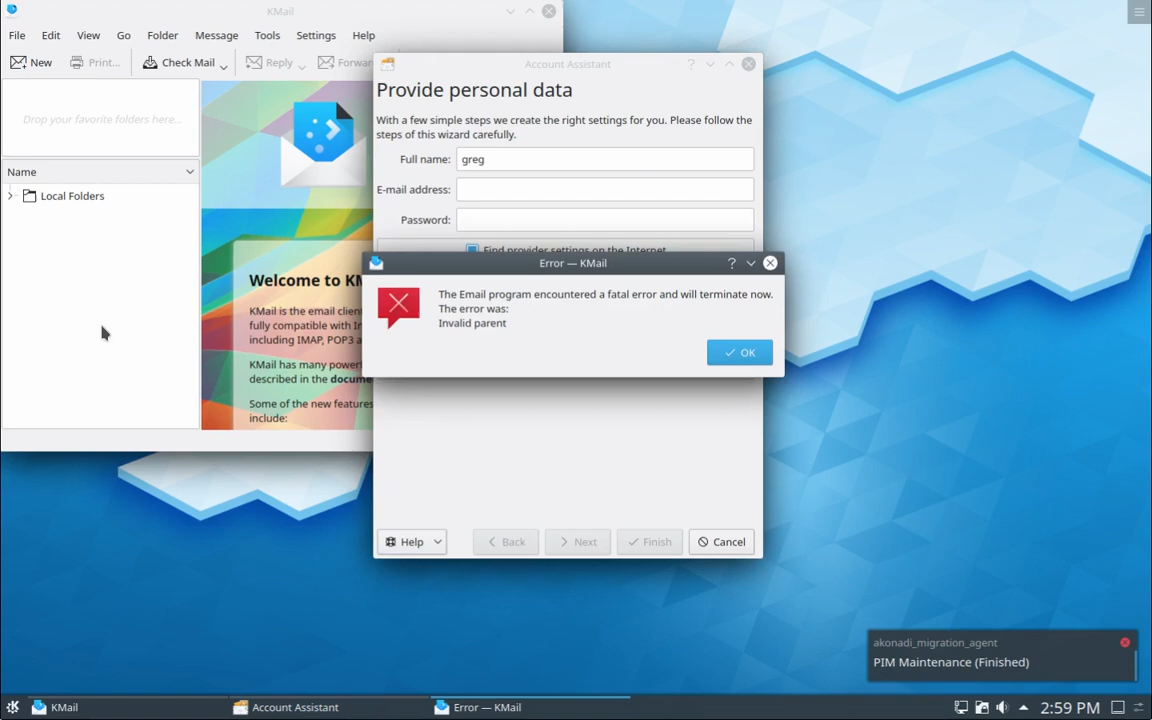 KMail
File Edit View Go Folder Message Tools Settings Help
New Print... Check Mail Reply
Drop your favorite folders here...
Name
Local Folders
Welcome to
KMail is the email
fully compatible with
including IMAP, POP3
KMail has many
described in the
Some of the new features
include:
Account Assistant
Provide personal data
With a few simple steps we create the right settings for you. Please follow the
steps of this wizard carefully.
Full name: greg
E-mail address:
Password:
Find provider settings on the Internet
Error — KMail
The Email program encountered a fatal error and will terminate now.
The error was:
Invalid parent
OK
Help Back Next Finish Cancel
akonadi_migration_agent
PIM Maintenance (Finished)
KMail Account Assistant Error — KMail 2:59 PM